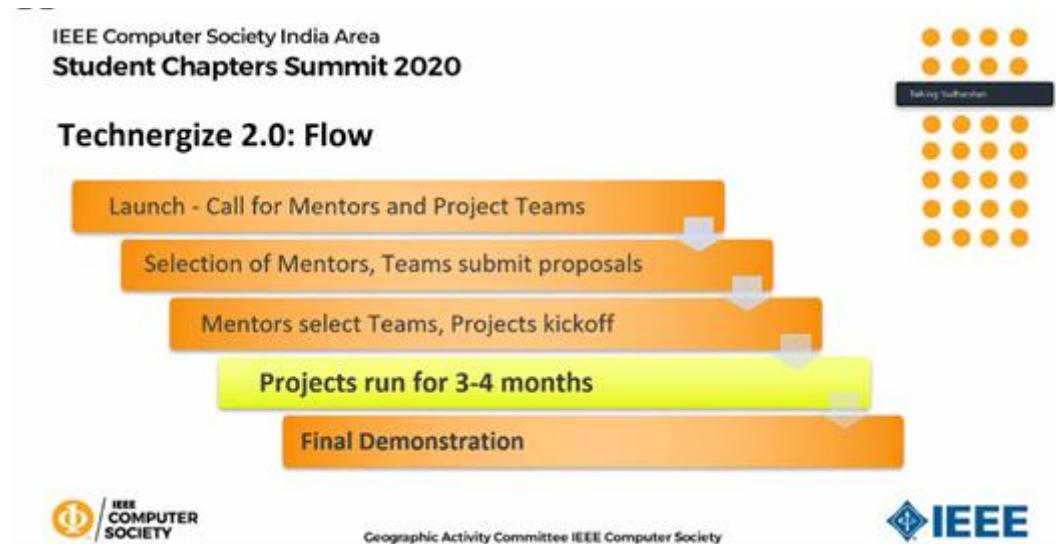 IEEE Computer Society India Area
Student Chapters Summit 2020
Technergize 2.0: Flow
Launch - Call for Mentors and Project Teams
Selection of Mentors, Teams submit proposals
Mentors select Teams, Projects kickoff
Projects run for 3-4 months
Final Demonstration
IEEE
COMPUTER
SOCIETY
Geographic Activity Committee IEEE Computer Society
IEEE